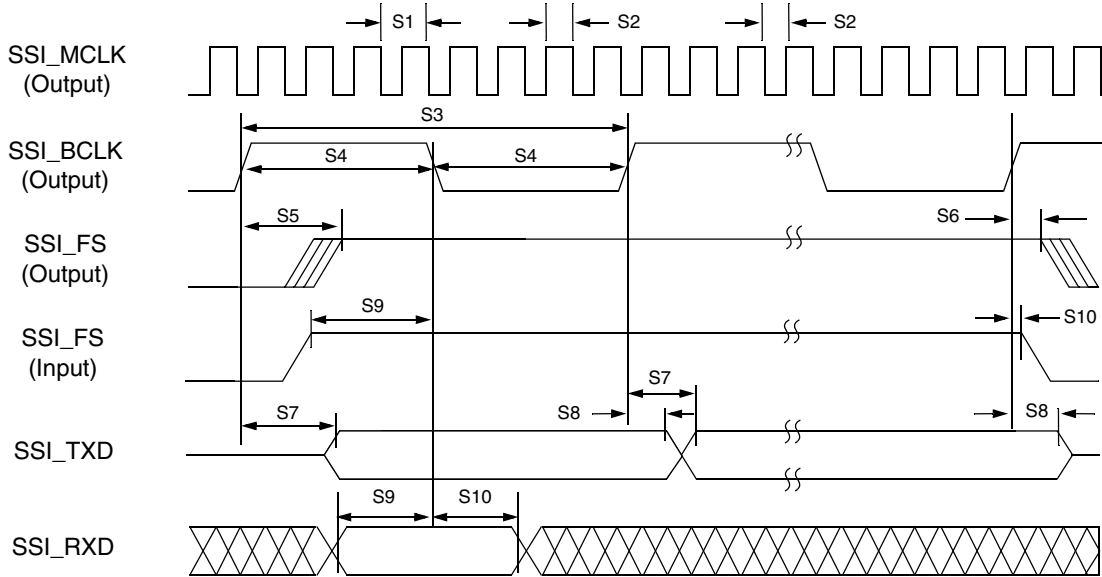 S1
S2
S2
SSI_MCLK
(Output)
S3
SSI_BCLK
(Output)
S4
S4
S5
S6
SSI_FS
(Output)
S9
SSI_FS
(Input)
S10
S7
S7
S8
S8
SSI_TXD
S9
S10
SSI_RXD